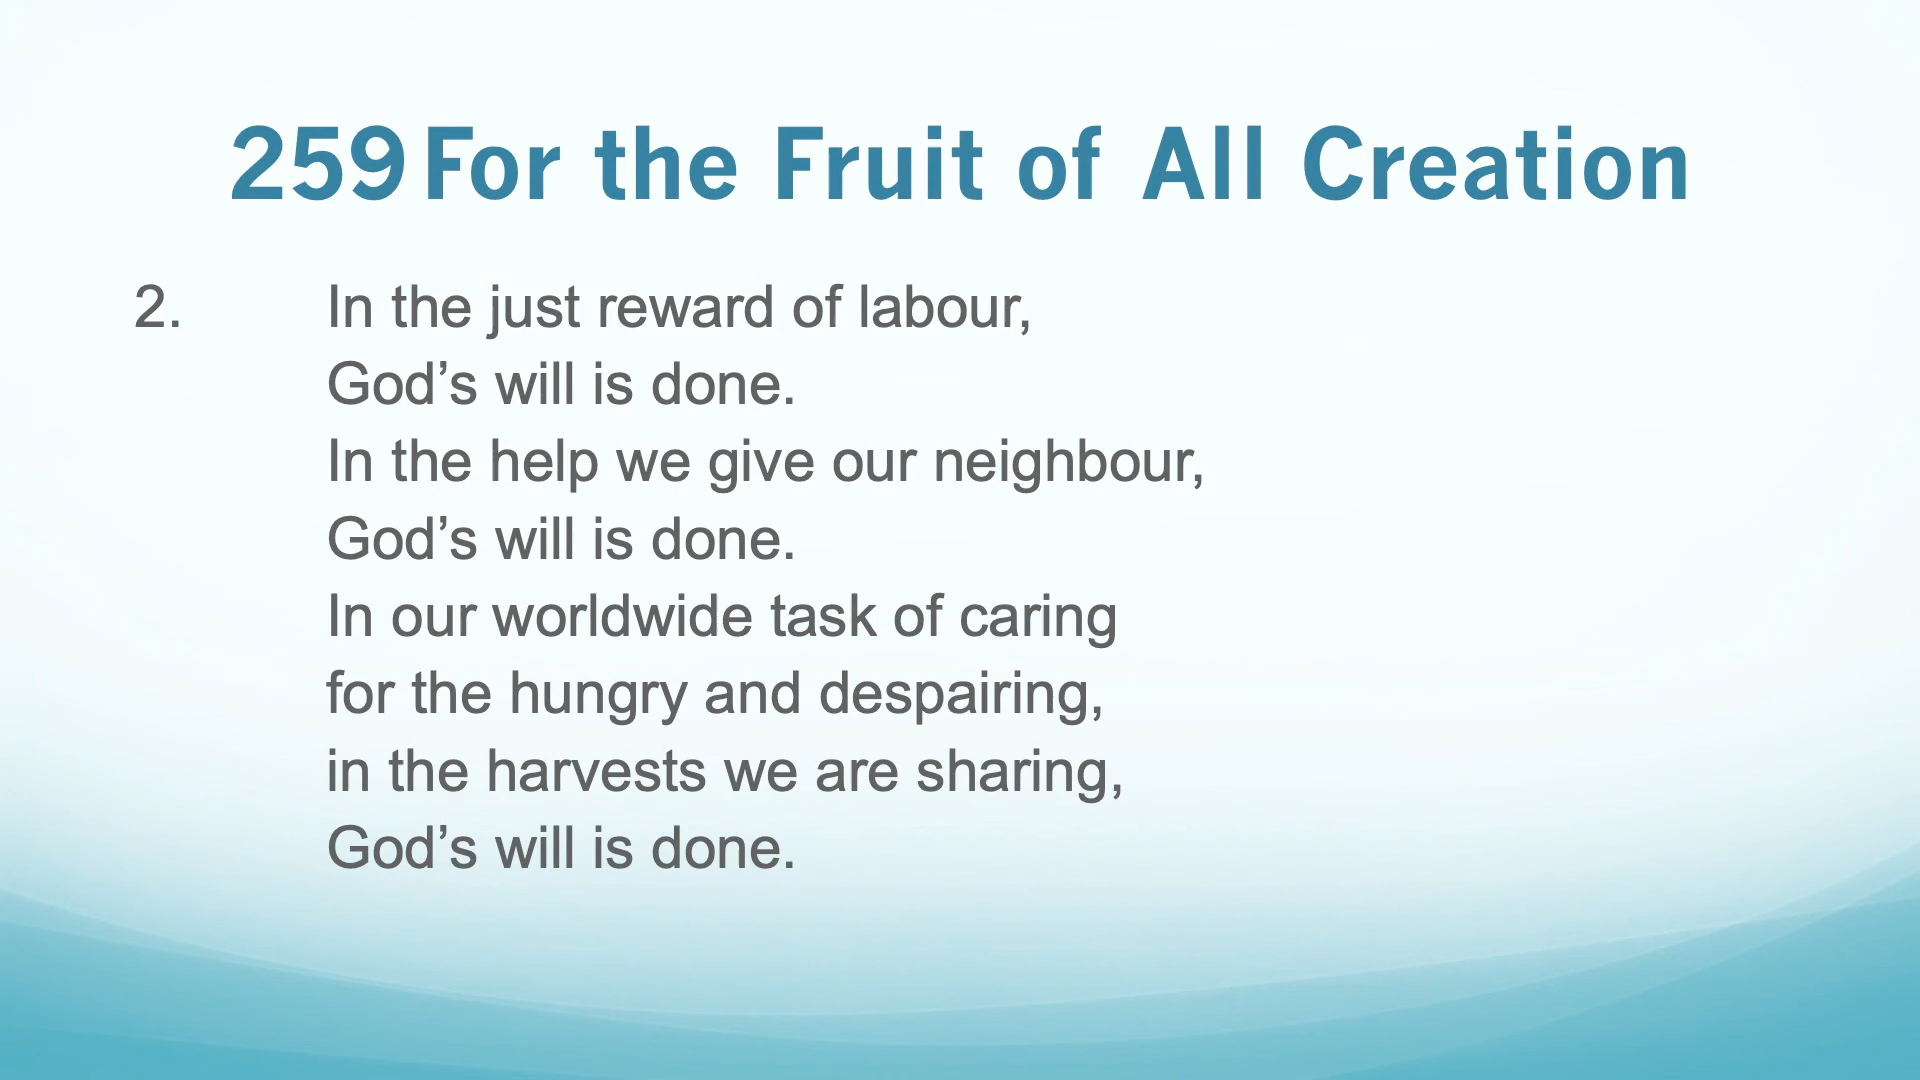 259 For the Fruit of All Creation
2. In the just reward of labour,
God’s will is done.
In the help we give our neighbour,
God’s will is done.
In our worldwide task of caring
for the hungry and despairing,
in the harvests we are sharing,
God’s will is done.